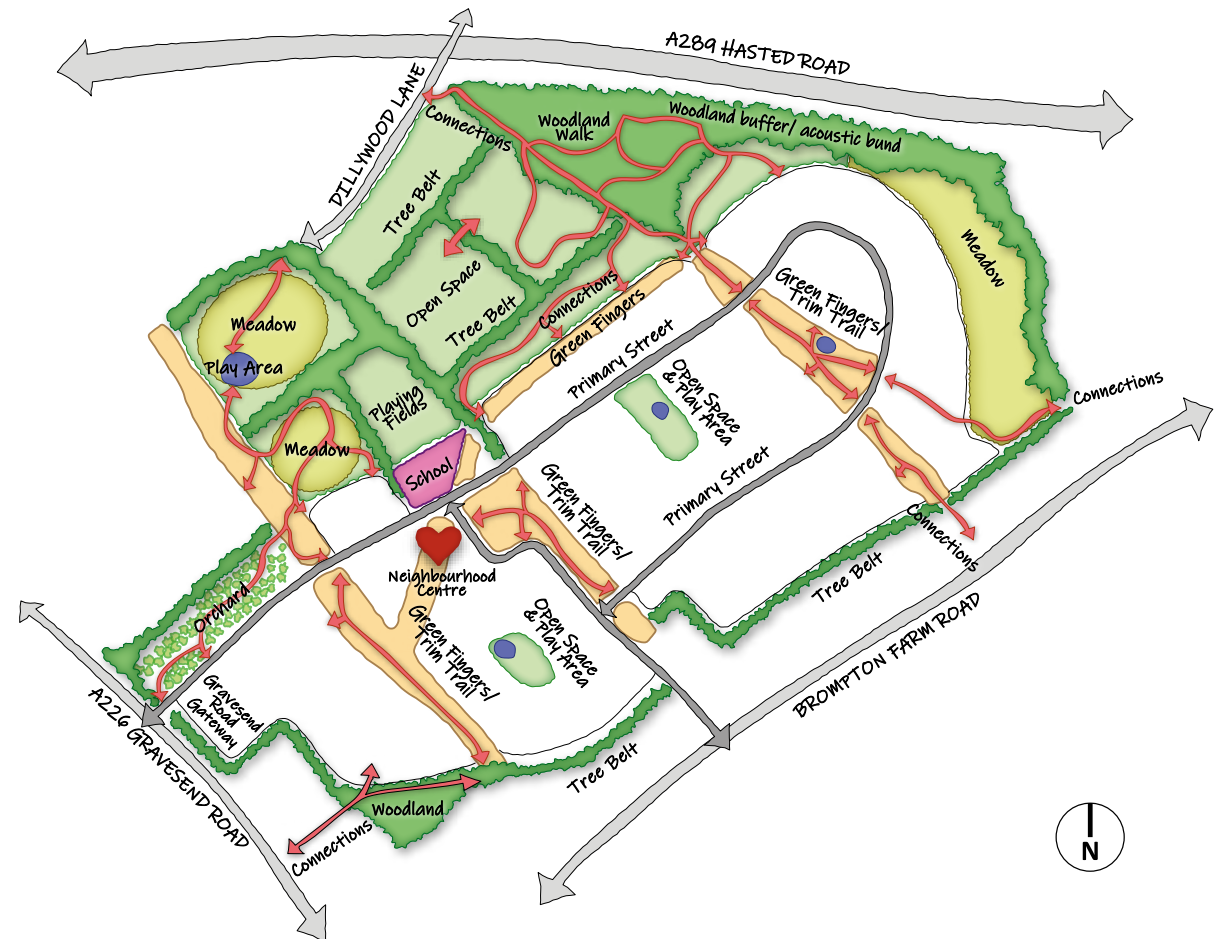 A289 HASTED ROAD
DILLYWOOD LANE
Connections
Woodland
Walk
Woodland buffer/ acoustic bund
Tree Belt
Meadow
Open Space
Tree Belt
Connections
Green Fingers
Green Fingers/
Trim Trail
Meadow
Play Area
Primary Street
Open Space
& Play Area
Playing
Fields
Connections
Meadow
School
Primary Street
Green Fingers/
Trim Trail
Connections
Neighbourhood
Centre
Tree Belt
Orchard
Green Fingers/
Trim Trail
Open Space
& Play Area
BROMPTON FARM ROAD
Gravesend
Road
Gateway
A226 GRAVESEND ROAD
Tree Belt
Woodland
Connections
N